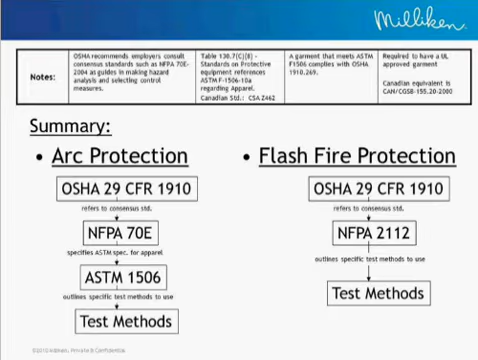 Milliken
Notes:
OSHA recommends employers consult
consensus standards such as NFPA 70E-
2004 as guides in making hazard
analysis and selecting control
measures.
Table 130.7(C)(8) -
Standards on Protective
equipment references
ASTM F-1506-10a
regarding Apparel.
Canadian Std.: CSA Z462
A garment that meets ASTM
F1506 complies with OSHA
1910.269.
Required to have a UL
approved garment
Canadian equivalent is
CAN/CGSB-155.20-2000
Summary:
• Arc Protection
OSHA 29 CFR 1910
refers to consensus std.
NFPA 70E
specifies ASTM spec. for apparel
ASTM 1506
outlines specific test methods to use
Test Methods
• Flash Fire Protection
OSHA 29 CFR 1910
refers to consensus std.
NFPA 2112
outlines specific test methods to use
Test Methods
©2010 Milliken, Private & Confidential